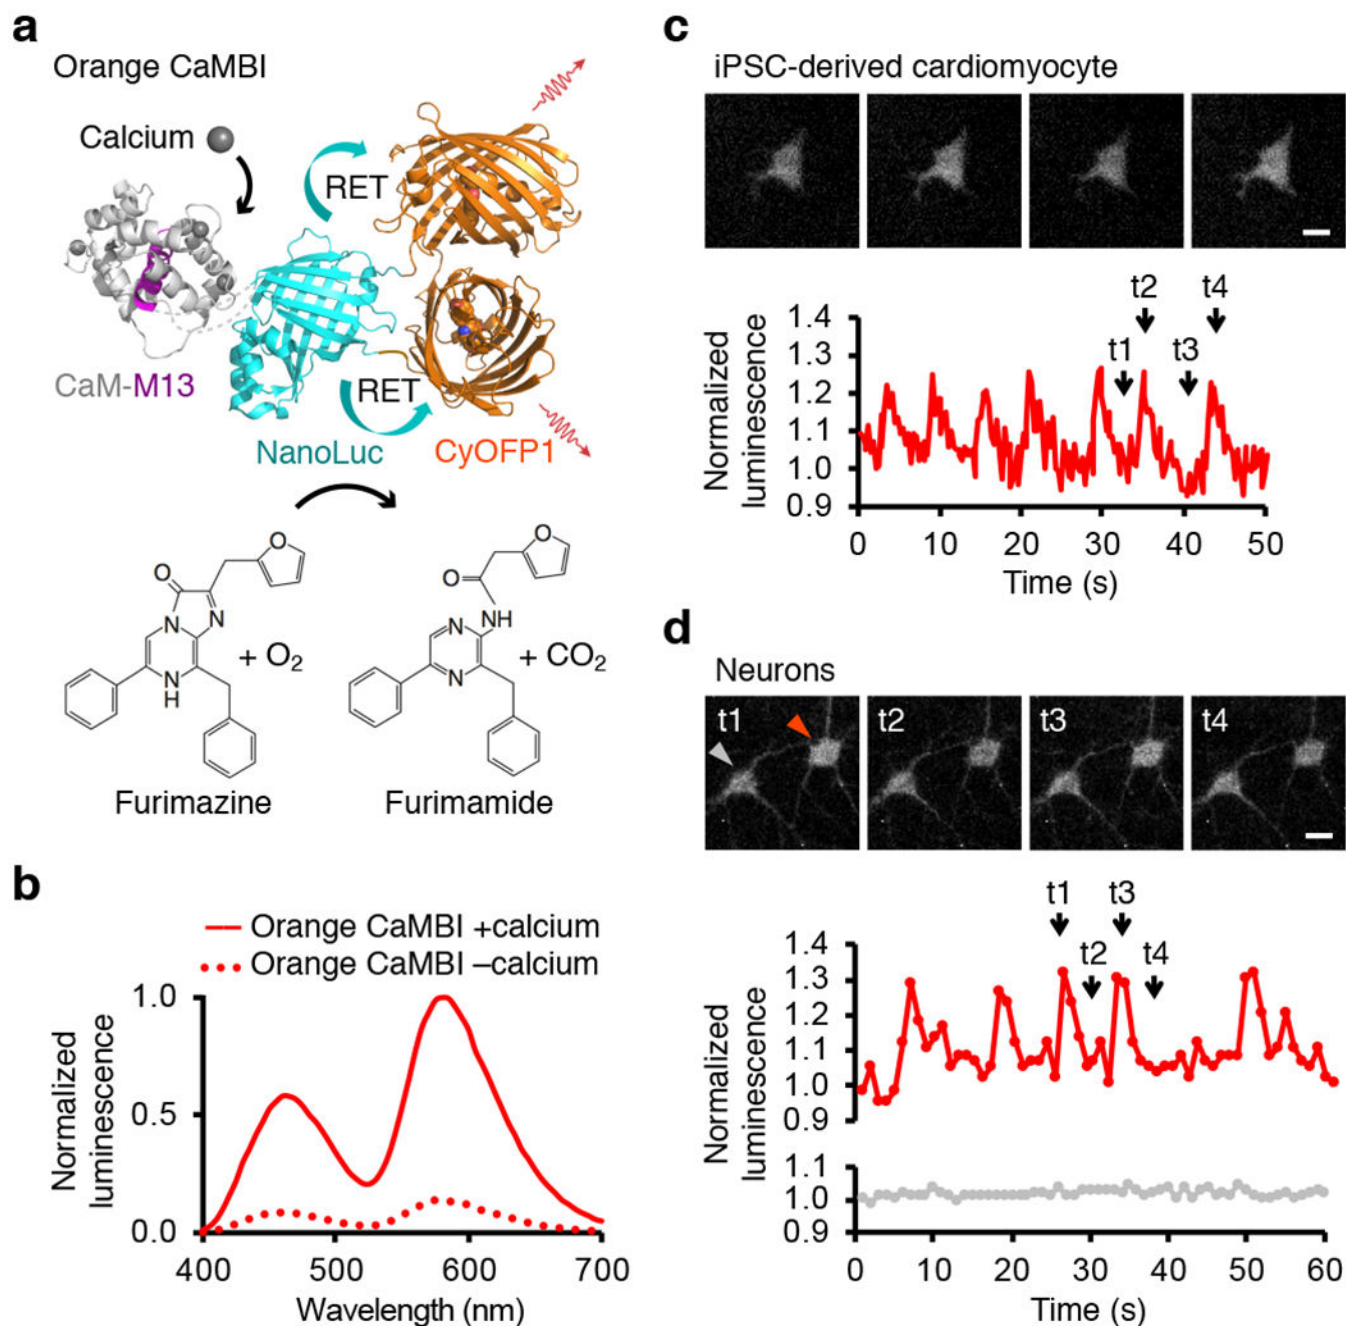 a
Orange CaMBI
Calcium
RET
CaM-M13
RET
NanoLuc
CyOFP1
O
O
N
N
N
H
+ O2
Furimazine
O
O
NH
N
N
+ CO2
Furimamide
b
Orange CaMBI +calcium
Orange CaMBI –calcium
Normalized
luminescence
1.0
0.5
0.0
400 500 600 700
Wavelength (nm)
c
iPSC-derived cardiomyocyte
t2 t4
t1 t3
Normalized
luminescence
1.4
1.3
1.2
1.1
1.0
0.9
0 10 20 30 40 50
Time (s)
d
Neurons
t1 t2 t3 t4
t1 t3
t2 t4
Normalized
luminescence
1.4
1.3
1.2
1.1
1.0
0.9
1.1
1.0
0.9
0 10 20 30 40 50 60
Time (s)